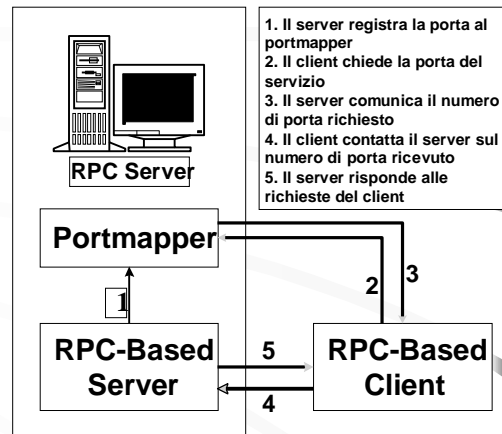 1. Il server registra la porta al
portmapper
2. Il client chiede la porta del
servizio
3. Il server comunica il numero
di porta richiesto
4. Il client contatta il server sul
numero di porta ricevuto
5. Il server risponde alle
richieste del client
RPC Server
Portmapper
1
2
3
RPC-Based
Server
5
4
RPC-Based
Client